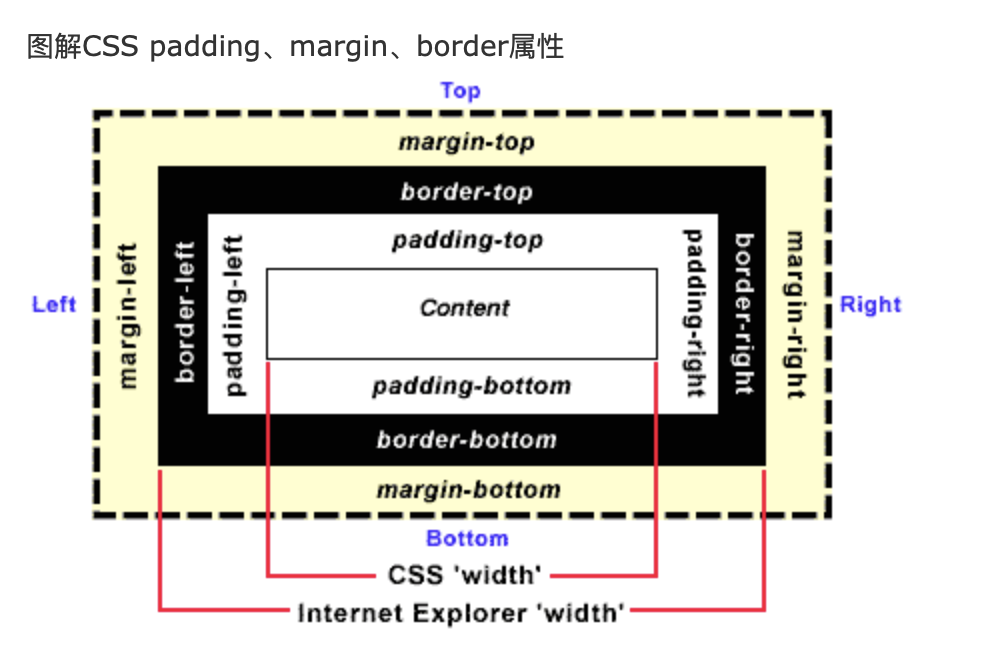 图解CSS padding、margin、border属性
Top
margin-top
border-top
padding-top
Left
margin-left
border-left
padding-left
Content
padding-right
border-right
margin-right
Right
padding-bottom
border-bottom
margin-bottom
Bottom
CSS 'width'
Internet Explorer 'width'